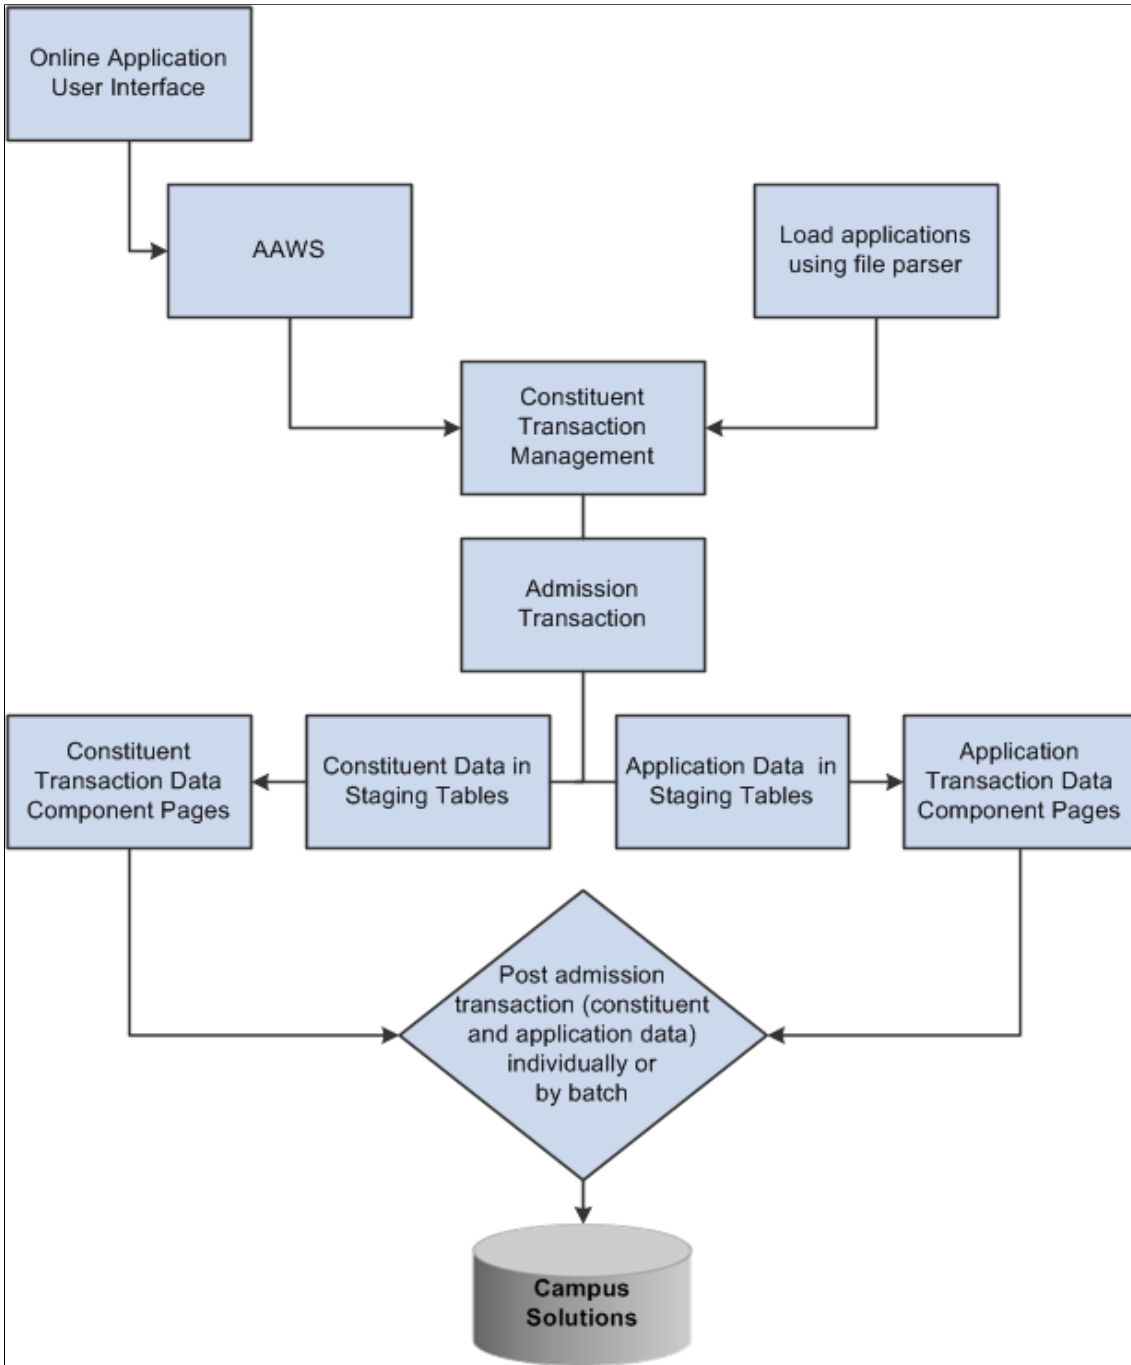 Online Application
User Interface
AAWS
Load applications
using file parser
Constituent
Transaction
Management
Admission
Transaction
Constituent
Transaction Data
Component Pages
Constituent Data in
Staging Tables
Application Data in
Staging Tables
Application
Transaction Data
Component Pages
Post admission
transaction (constituent
and application data)
individually or
by batch
Campus
Solutions